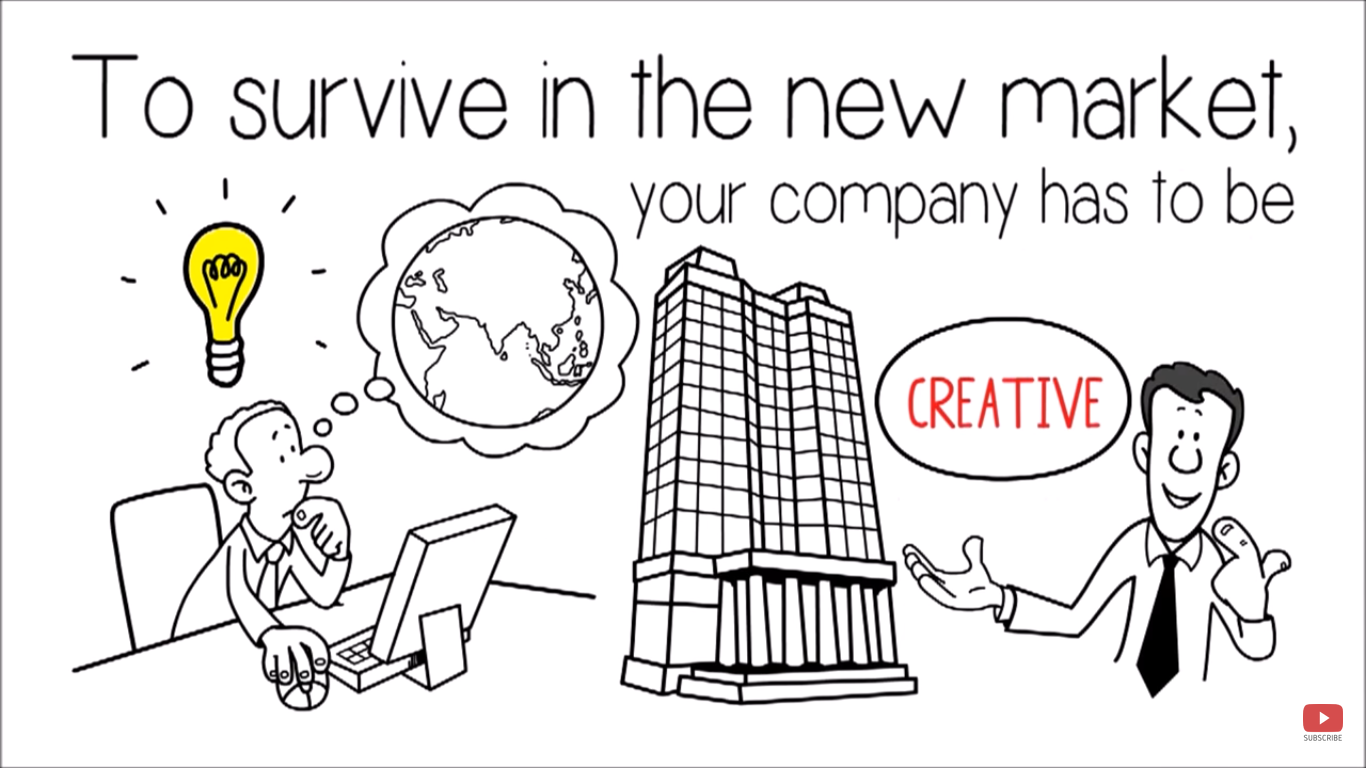 To survive in the new market,
your company has to be
CREATIVE
SUBSCRIBE